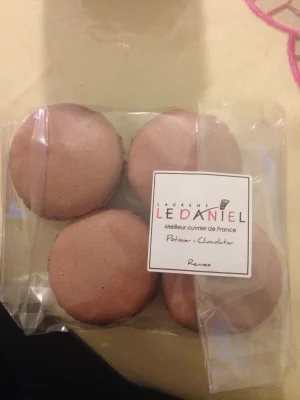 LAURENT
LE DANIEL
Meilleur ouvrier de France
Pâtissier - Chocolatier
Rennes